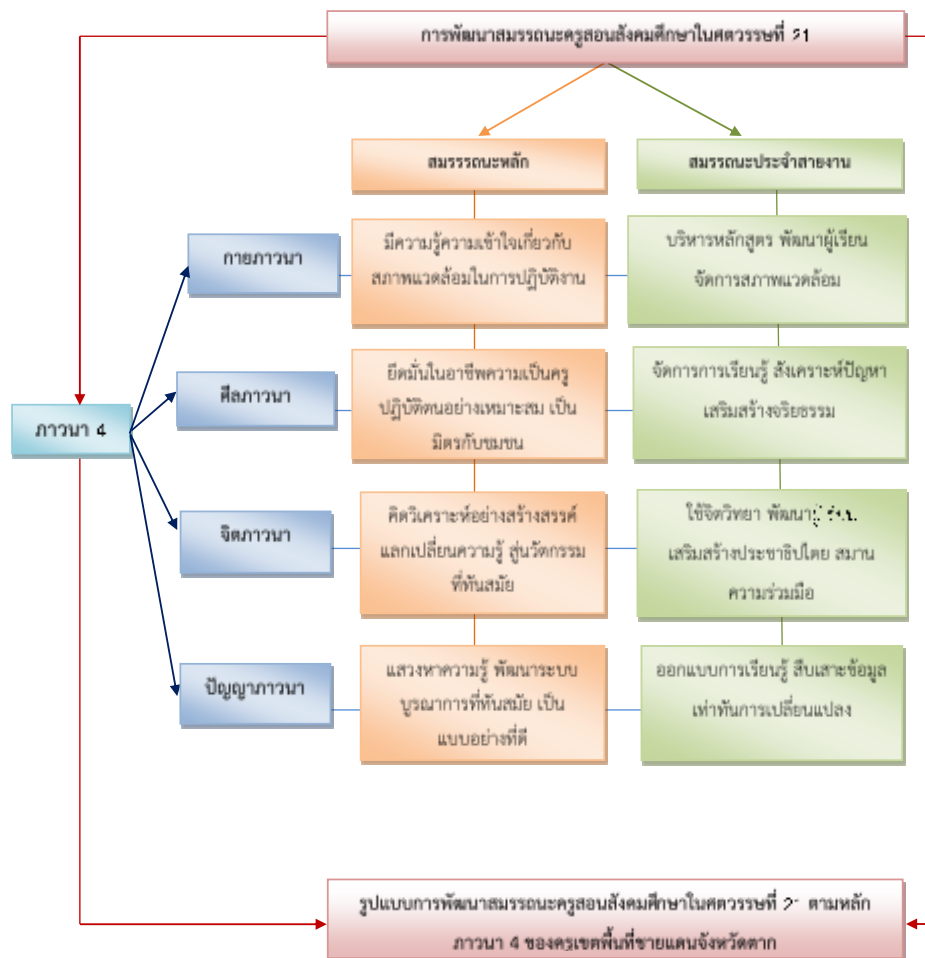 การพัฒนาสมรรถนะครูสอนสังคมศึกษาในศตวรรษที่ 21
สมรรรถนะหลัก
สมรรถนะประจำสายงาน
กายภาวนา
มีความรู้ความเข้าใจเกี่ยวกับ
สภาพแวดล้อมในการปฏิบัติงาน
บริหารหลักสูตร พัฒนาผู้เรียน
จัดการสภาพแวดล้อม
ภาวนา 4
ศีลภาวนา
ยึดมั่นในอาชีพความเป็นครู
ปฏิบัติตนอย่างเหมาะสม เป็น
มิตรกับชุมชน
จัดการการเรียนรู้ สังเคราะห์ปัญหา
เสริมสร้างจริยธรรม
จิตภาวนา
คิดวิเคราะห์อย่างสร้างสรรค์
แลกเปลี่ยนความรู้ สู่นวัตกรรม
ที่ทันสมัย
ใช้จิตวิทยา พัฒนา
เสริมสร้างประชาธิปไตย สมาน
ความร่วมมือ
ปัญญาภาวนา
แสวงหาความรู้ พัฒนาระบบ
บูรณาการที่ทันสมัย เป็น
แบบอย่างที่ดี
ออกแบบการเรียนรู้ สืบเสาะข้อมูล
เท่าทันการเปลี่ยนแปลง
รูปแบบการพัฒนาสมรรถนะครูสอนสังคมศึกษาในศตวรรษที่ ตามหลัก
ภาวนา 4 ของครูเขตพื้นที่ชายแดนจังหวัดตาก